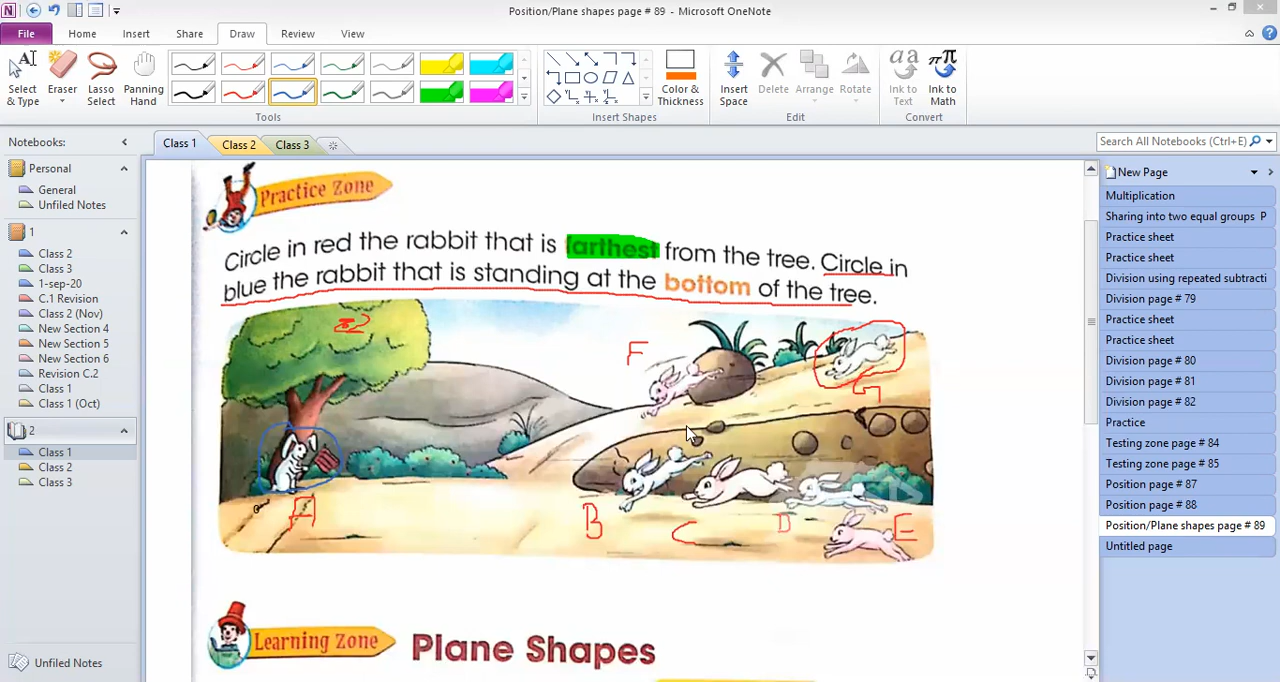 Position/Plane shapes page # 89 - Microsoft OneNote
File Home Insert Share Draw Review View
Select & Type
Eraser
Lasso Select
Panning Hand
Tools
Insert Shapes
Color & Thickness
Insert Space
Delete
Arrange
Rotate
Edit
Ink to Text
Ink to Math
Convert
Notebooks:
Personal
General
Unfiled Notes
1
Class 2
Class 3
1-sep-20
C.1 Revision
Class 2 (Nov)
New Section 4
New Section 5
New Section 6
Revision C.2
Class 1
Class 1 (Oct)
2
Class 1
Class 2
Class 3
Unfiled Notes
Class 1 Class 2 Class 3
Search All Notebooks (Ctrl+E)
Practice Zone
Circle in red the rabbit that is farthest from the tree. Circle in
blue the rabbit that is standing at the bottom of the tree.
F
G
A
B
C
D
E
Learning Zone
Plane Shapes
New Page
Multiplication
Sharing into two equal groups P
Practice sheet
Practice sheet
Division using repeated subtracti
Division page # 79
Practice sheet
Practice sheet
Division page # 80
Division page # 81
Division page # 82
Practice
Testing zone page # 84
Testing zone page # 85
Position page # 87
Position page # 88
Position/Plane shapes page # 89
Untitled page